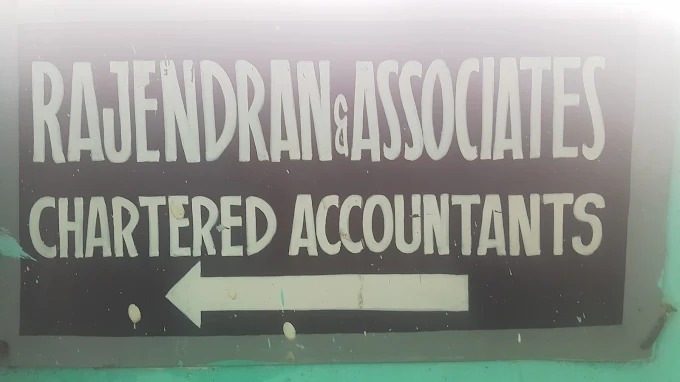 RAJENDRAN & ASSOCIATES
CHARTERED ACCOUNTANTS